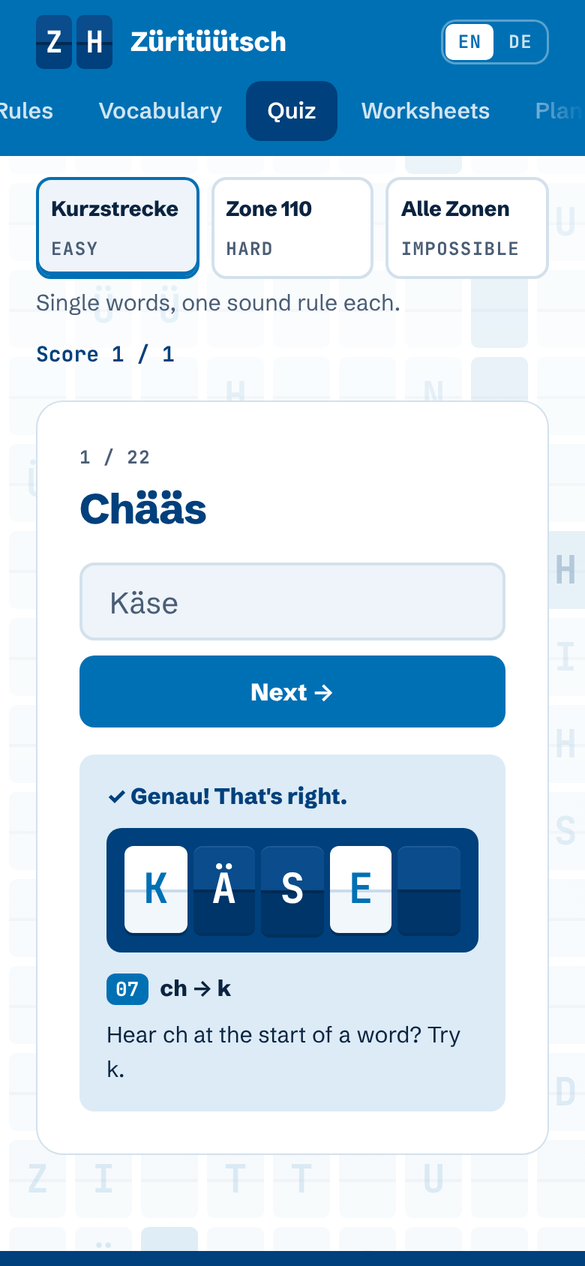 Z H Züritüütsch EN DE
Rules Vocabulary Quiz Worksheets Plan
Kurzstrecke Zone 110 Alle Zonen
EASY HARD IMPOSSIBLE
Single words, one sound rule each.
Score 1 / 1
1 / 22
Chääs
Käse
Next →
✓ Genau! That's right.
K Ä S E
07 ch → k
Hear ch at the start of a word? Try
k.
U
Ü Ü
H N
Ü
H
I
H
S
D
Z I T T U
Ü